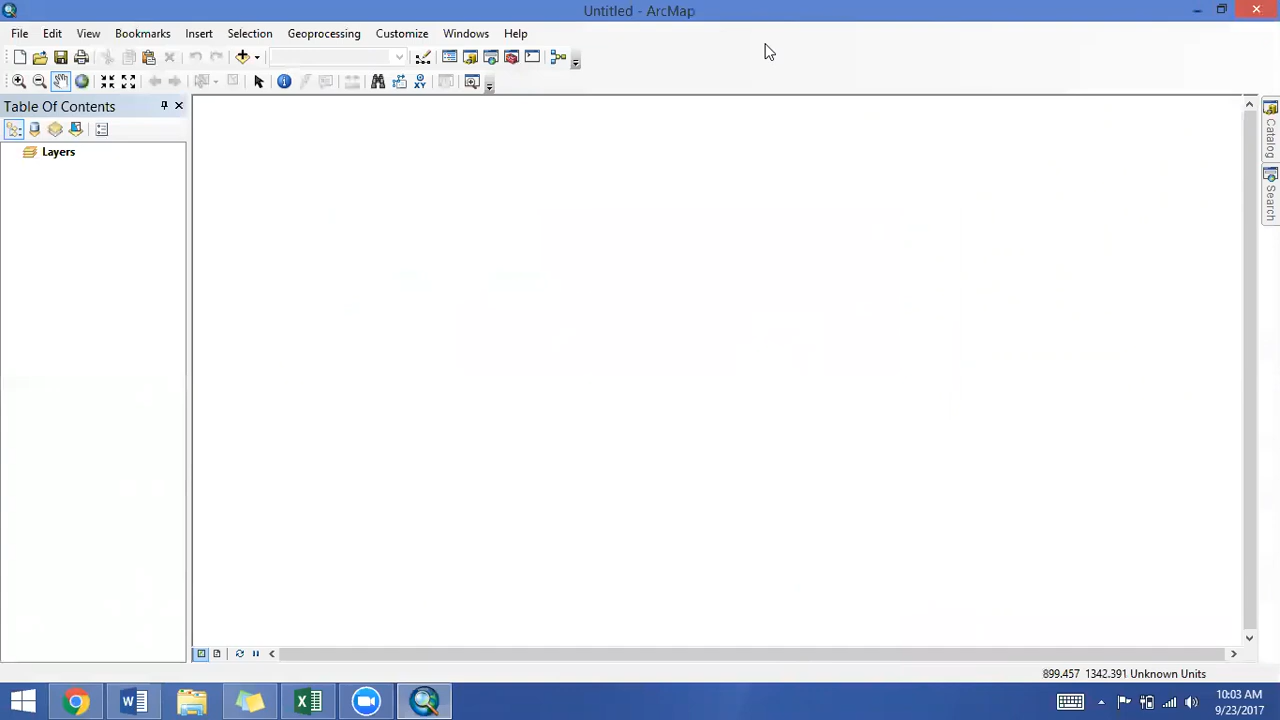 Untitled - ArcMap
File Edit View Bookmarks Insert Selection Geoprocessing Customize Windows Help
Table Of Contents
Layers
Catalog
Search
899.457 1342.391 Unknown Units
10:03 AM
9/23/2017